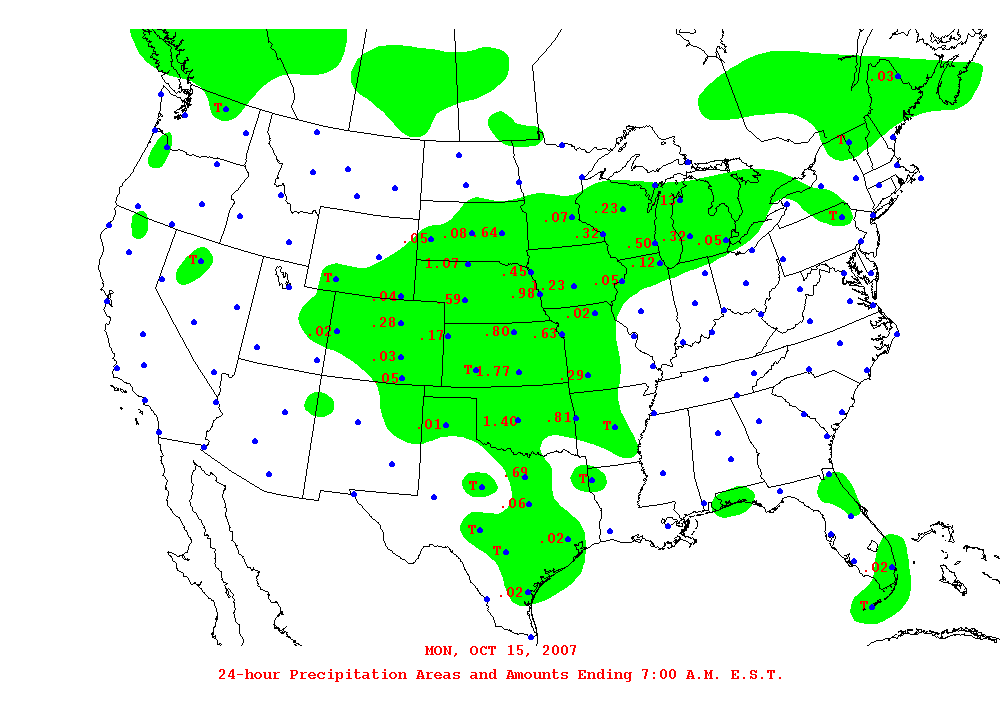 .03
T
T
.13
.07
.23
T
.05
.08
.64
.32
.50
.32
.05
T
1.07
.45
.12
T
.04
.59
.98
1.23
.05
.02
.28
.17
.80
.63
.02
.03
.05
T
1.77
.29
.01
1.40
.81
T
.69
T
T
.06
T
T
.02
.02
.02
T
MON, OCT 15, 2007
24-hour Precipitation Areas and Amounts Ending 7:00 A.M. E.S.T.